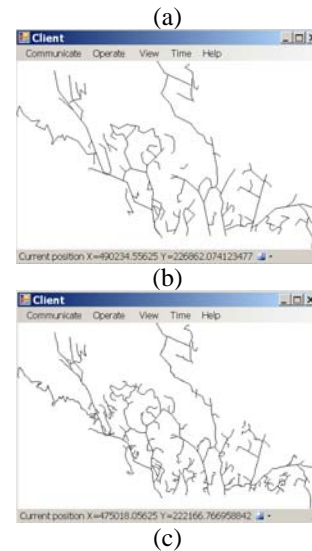 (a)
Client
Communicate Operate View Time Help
Current position X=490234.55625 Y=226862.074123477
(b)
Client
Communicate Operate View Time Help
Current position X=475018.05625 Y=222166.766958842
(c)